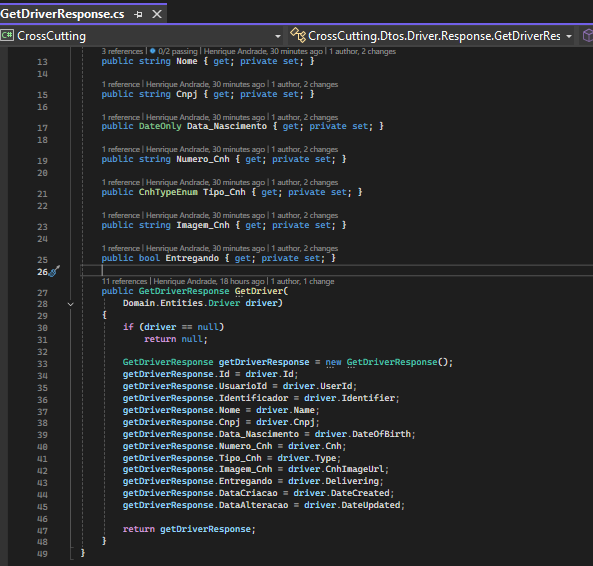 GetDriverResponse.cs
C# CrossCutting CrossCutting.Dtos.Driver.Response.GetDriverRes
3 references | 0/2 passing | Henrique Andrade, 30 minutes ago | 1 author, 2 changes
13 public string Nome { get; private set; }
14
1 reference | Henrique Andrade, 30 minutes ago | 1 author, 2 changes
15 public string Cnpj { get; private set; }
16
1 reference | Henrique Andrade, 30 minutes ago | 1 author, 2 changes
17 public DateOnly Data_Nascimento { get; private set; }
18
1 reference | Henrique Andrade, 30 minutes ago | 1 author, 2 changes
19 public string Numero_Cnh { get; private set; }
20
1 reference | Henrique Andrade, 30 minutes ago | 1 author, 2 changes
21 public CnhTypeEnum Tipo_Cnh { get; private set; }
22
1 reference | Henrique Andrade, 30 minutes ago | 1 author, 2 changes
23 public string Imagem_Cnh { get; private set; }
24
1 reference | Henrique Andrade, 30 minutes ago | 1 author, 2 changes
25 public bool Entregando { get; private set; }
26
11 references | Henrique Andrade, 18 hours ago | 1 author, 1 change
27 public GetDriverResponse GetDriver(
28 Domain.Entities.Driver driver)
29 {
30 if (driver == null)
31 return null;
32
33 GetDriverResponse getDriverResponse = new GetDriverResponse();
34 getDriverResponse.Id = driver.Id;
35 getDriverResponse.UsuarioId = driver.UserId;
36 getDriverResponse.Identificador = driver.Identifier;
37 getDriverResponse.Nome = driver.Name;
38 getDriverResponse.Cnpj = driver.Cnpj;
39 getDriverResponse.Data_Nascimento = driver.DateOfBirth;
40 getDriverResponse.Numero_Cnh = driver.Cnh;
41 getDriverResponse.Tipo_Cnh = driver.Type;
42 getDriverResponse.Imagem_Cnh = driver.CnhImageUrl;
43 getDriverResponse.Entregando = driver.Delivering;
44 getDriverResponse.DataCriacao = driver.DateCreated;
45 getDriverResponse.DataAlteracao = driver.DateUpdated;
46
47 return getDriverResponse;
48 }
49 }